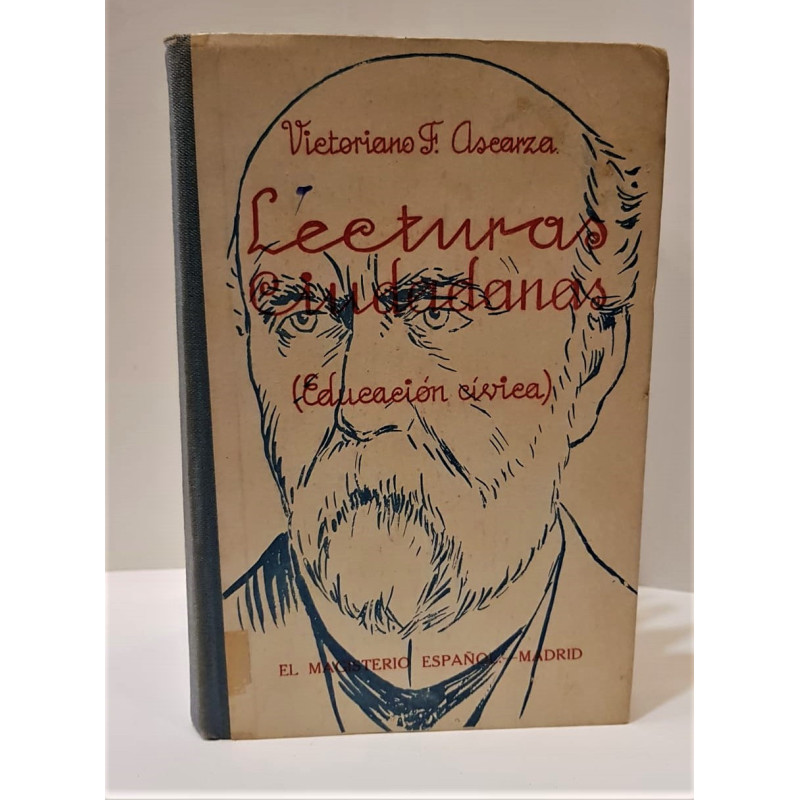 Victoriano F. Ascarza.
Lecturas
Ciudadanas
(Educación cívica)
EL MAGISTERIO ESPAÑOL.-MADRID